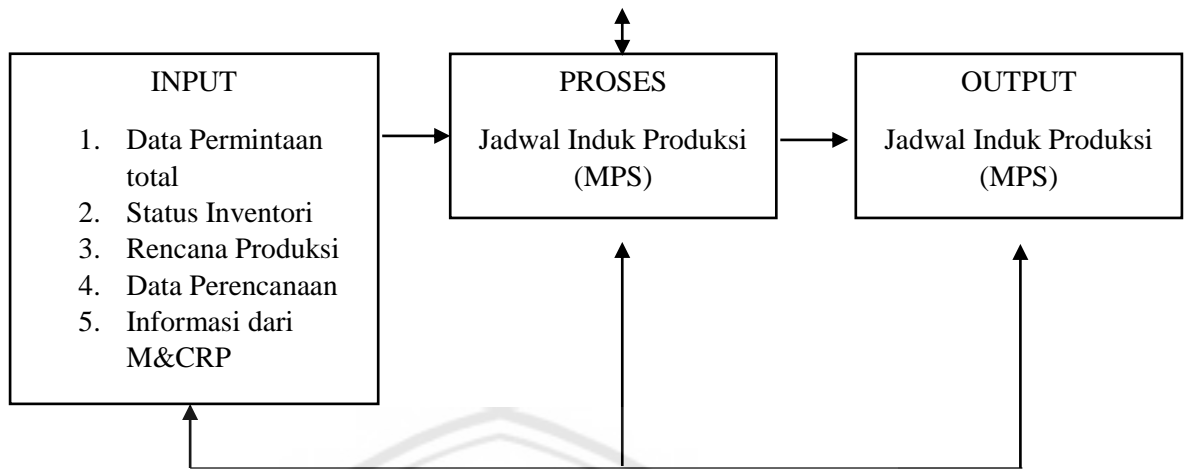 INPUT
1. Data Permintaan
total
2. Status Inventori
3. Rencana Produksi
4. Data Perencanaan
5. Informasi dari
M&CRP
PROSES
Jadwal Induk Produksi
(MPS)
OUTPUT
Jadwal Induk Produksi
(MPS)